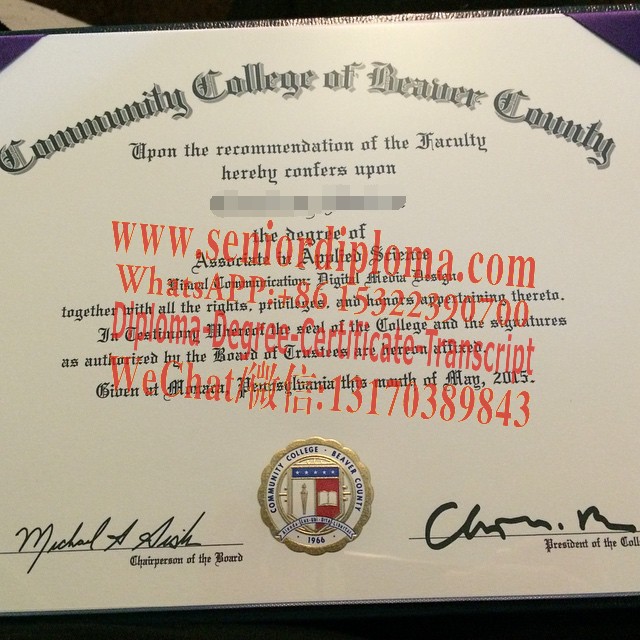 Community College of Beaver County
Upon the recommendation of the Faculty
hereby confers upon
the degree of
www.seniordiploma.com
Associate in Applied Science
WhatsAPP:+86 15322390700
Visual Communication: Digital Media Design
together with all the rights, privileges, and honors appertaining thereto.
Diploma-Degree-Certificate-Transcript
In Testimony Whereof the seal of the College and the signatures
as authorized by the Board of Trustees are hereon affixed.
WeChat/微信:13170389843
Given at Monaca, Pennsylvania this month of May, 2015.
COMMUNITY COLLEGE · BEAVER COUNTY
· 1966 ·
Chairperson of the Board
President of the Coll